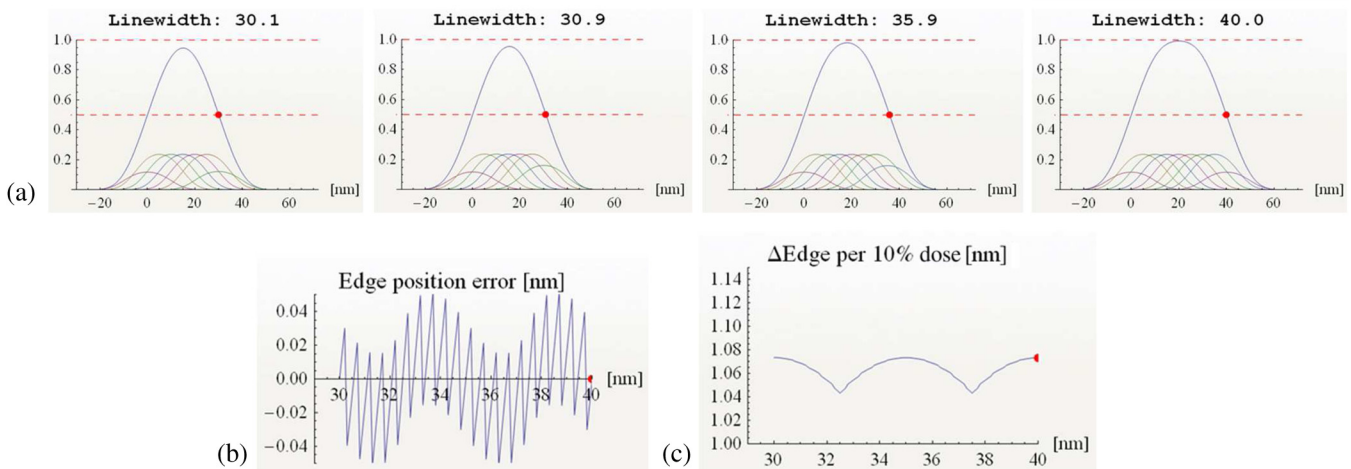 Linewidth: 30.1
1.0
0.8
0.6
0.4
0.2
−20 0 20 40 60 [nm]
Linewidth: 30.9
1.0
0.8
0.6
0.4
0.2
−20 0 20 40 60 [nm]
Linewidth: 35.9
1.0
0.8
0.6
0.4
0.2
−20 0 20 40 60 [nm]
Linewidth: 40.0
1.0
0.8
0.6
0.4
0.2
−20 0 20 40 60 [nm]
(a)
Edge position error [nm]
0.04
0.02
0.00
−0.02
−0.04
30 32 34 36 38 40 [nm]
(b)
ΔEdge per 10% dose [nm]
1.14
1.12
1.10
1.08
1.06
1.04
1.02
1.00
30 32 34 36 38 40 [nm]
(c)